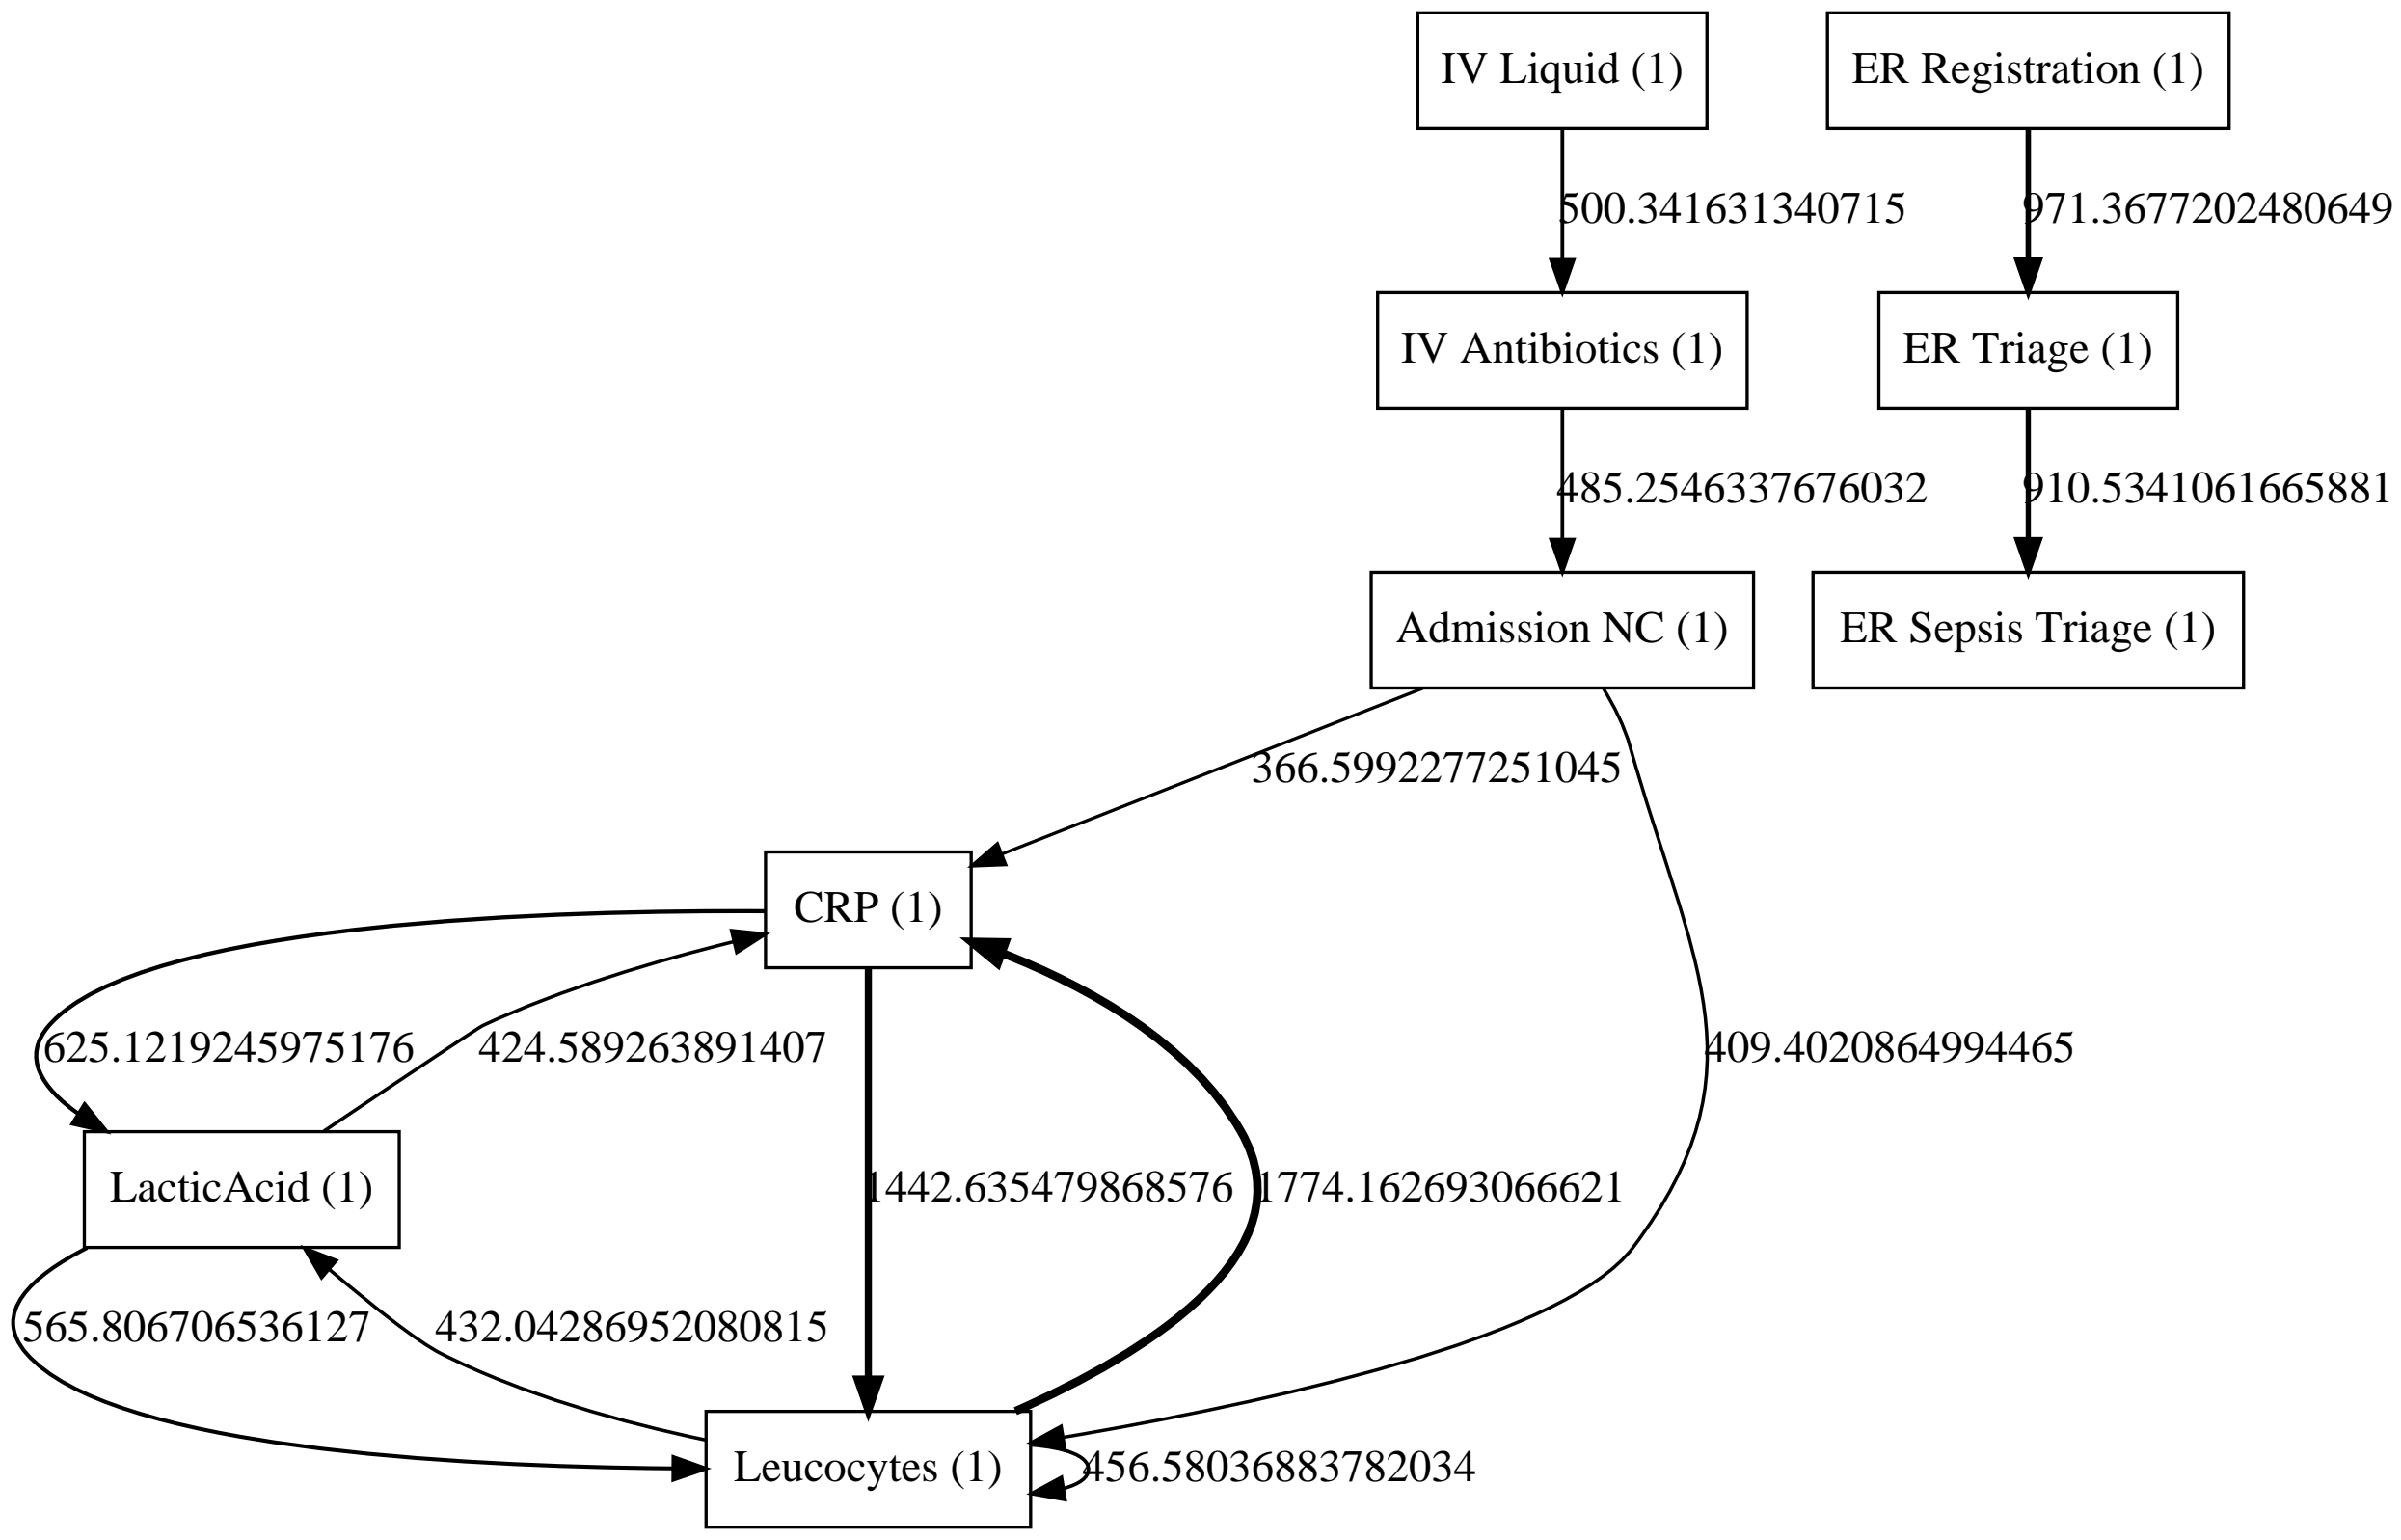 IV Liquid (1)
ER Registration (1)
500.341631340715
971.3677202480649
IV Antibiotics (1)
ER Triage (1)
485.2546337676032
910.5341061665881
Admission NC (1)
ER Sepsis Triage (1)
366.5992277251045
CRP (1)
625.1219245975176
424.589263891407
409.4020864994465
LacticAcid (1)
1442.635479868576
1774.162693066621
565.806706536127
432.04286952080815
Leucocytes (1)
456.58036883782034